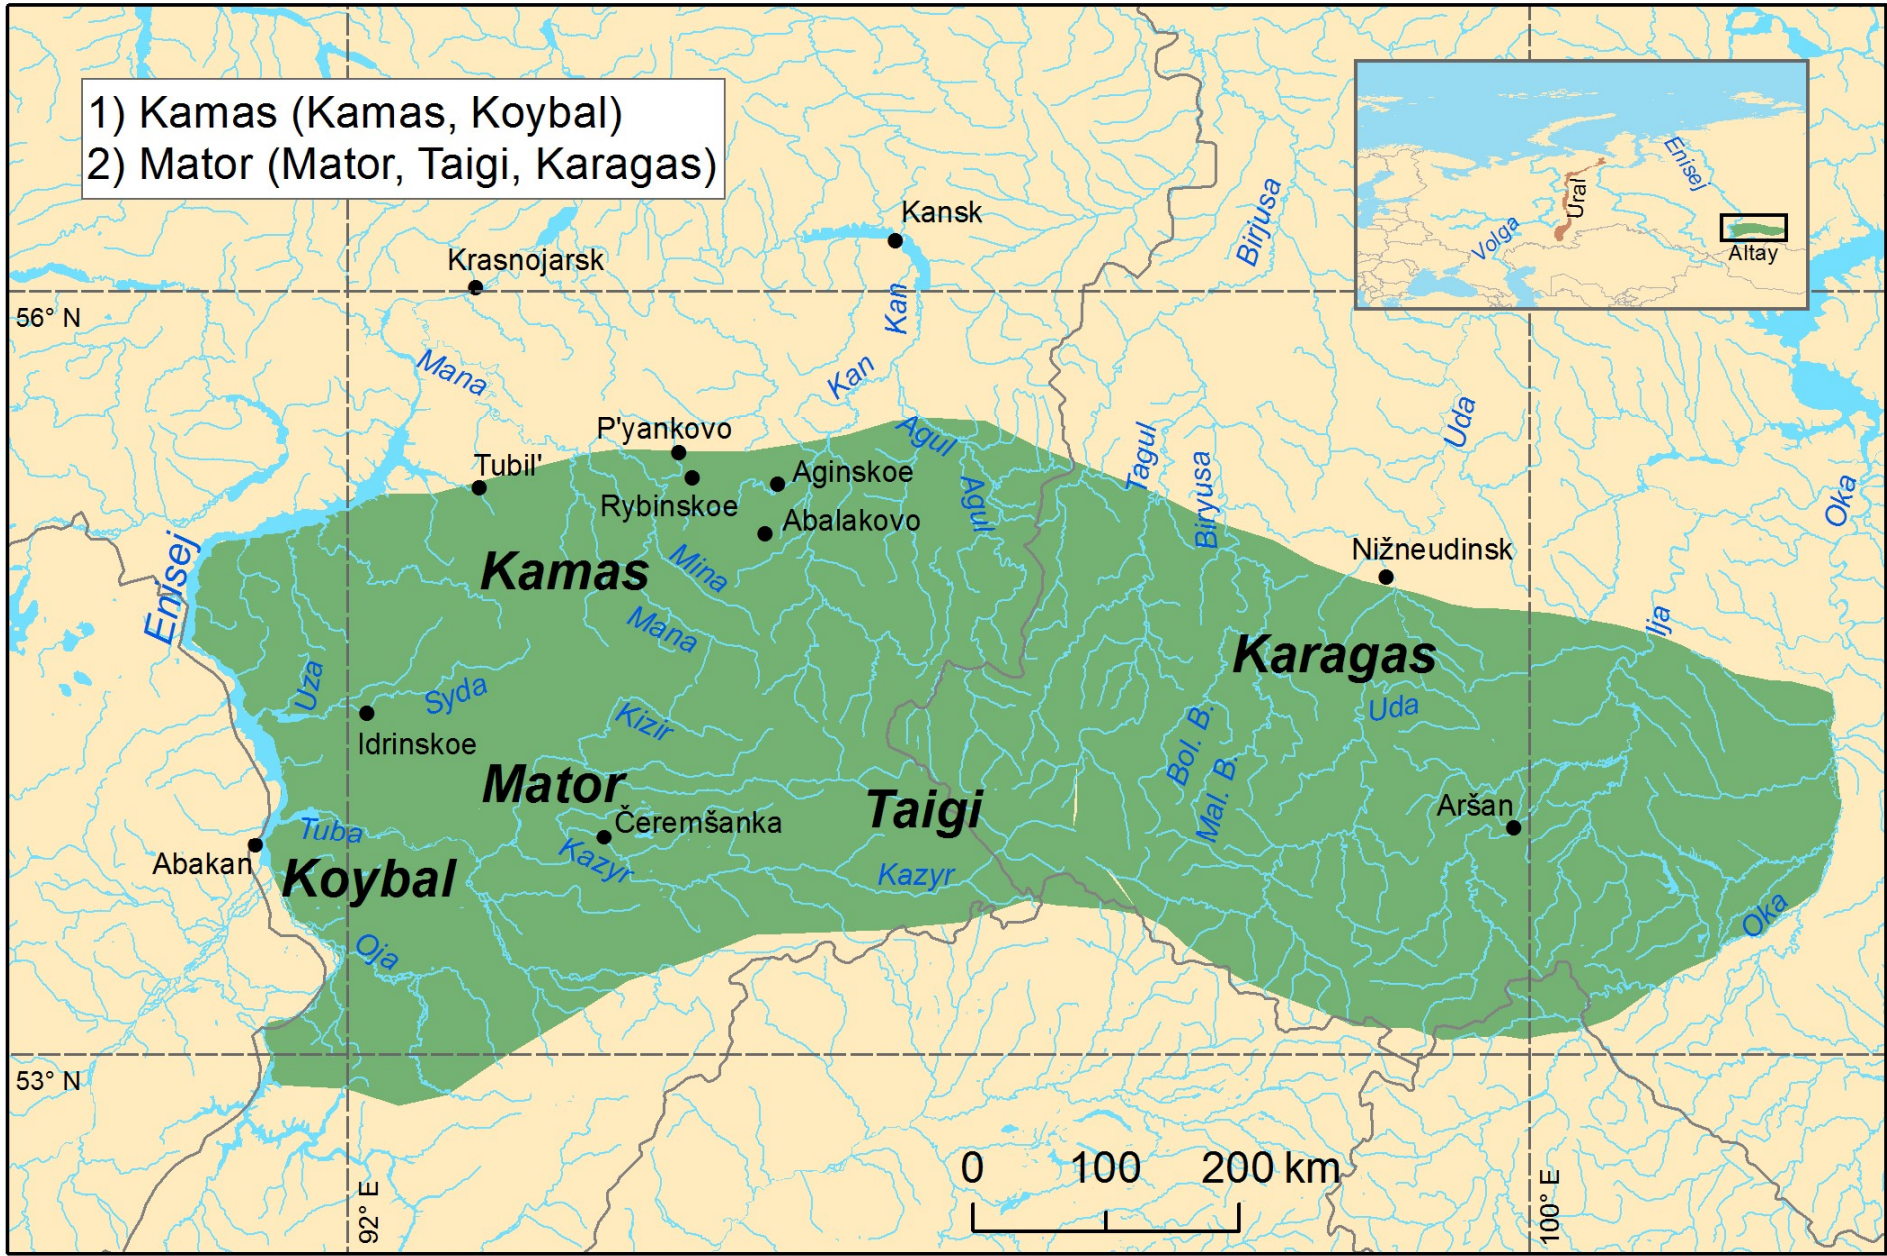 1) Kamas (Kamas, Koybal)
2) Mator (Mator, Taigi, Karagas)
Enisej
Ural
Volga
Altay
Kansk
Birjusa
Krasnojarsk
56° N
Kan
Mana
Kan
Uda
P'yankovo
Agul
Tagul
Tubil'
Aginskoe
Biryusa
Rybinskoe
Agul
Oka
Abalakovo
Enisej
Kamas
Mina
Nižneudinsk
Mana
Ilja
Karagas
Uza
Syda
Uda
Idrinskoe
Kizir
Bol. B.
Mator
Taigi
Mal. B.
Aršan
Tuba
Čeremšanka
Abakan
Kazyr
Koybal
Kazyr
Oja
Oka
53° N
0 100 200 km
92° E
100° E